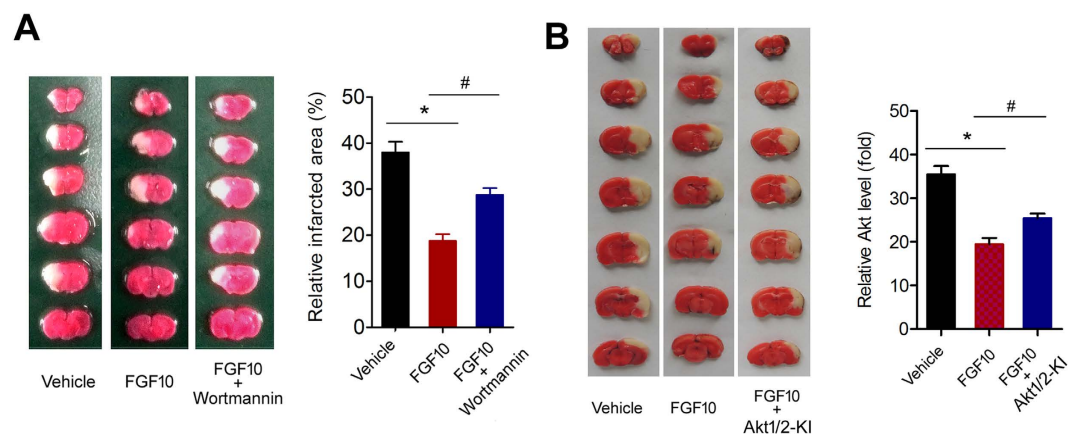 A
Vehicle
FGF10
FGF10
+
Wortmannin
Relative infarcted area (%)
50
40
30
20
10
0
*
#
Vehicle
FGF10
FGF10
+
Wortmannin
B
Vehicle
FGF10
FGF10
+
Akt1/2-KI
Relative Akt level (fold)
50
40
30
20
10
0
*
#
Vehicle
FGF10
FGF10
+
Akt1/2-KI